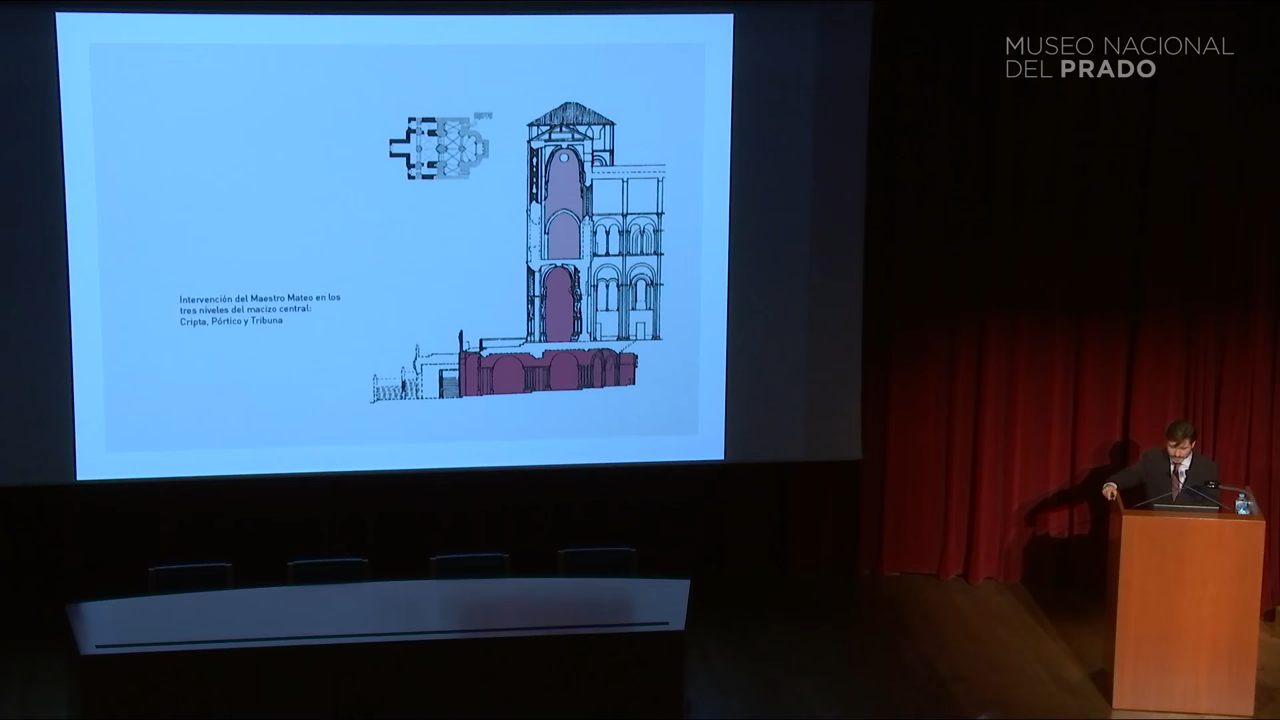 MUSEO NACIONAL
DEL PRADO
Intervención del Maestro Mateo en los
tres niveles del macizo central:
Cripta, Pórtico y Tribuna